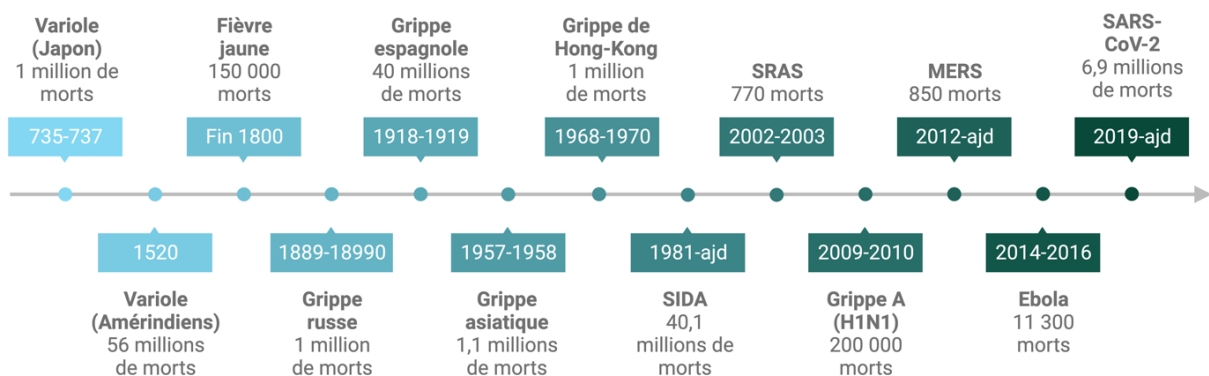 Variole
(Japon)
1 million de
morts
735-737
Fièvre
jaune
150 000
morts
Fin 1800
Grippe
espagnole
40 millions
de morts
1918-1919
Grippe de
Hong-Kong
1 million
de morts
1968-1970
SRAS
770 morts
2002-2003
MERS
850 morts
2012-ajd
SARS-
CoV-2
6,9 millions
de morts
2019-ajd
1520
Variole
(Amérindiens)
56 millions
de morts
1889-18990
Grippe
russe
1 million
de morts
1957-1958
Grippe
asiatique
1,1 millions
de morts
1981-ajd
SIDA
40,1
millions de
morts
2009-2010
Grippe A
(H1N1)
200 000
morts
2014-2016
Ebola
11 300
morts